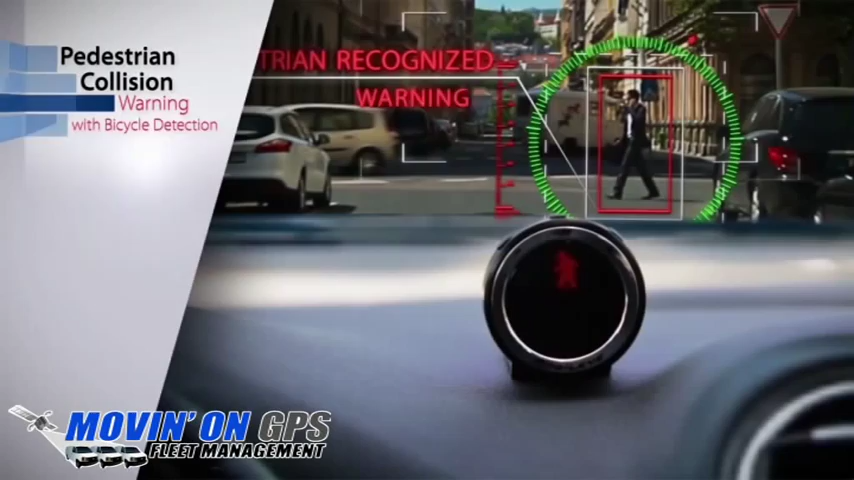 Pedestrian
Collision
Warning
with Bicycle Detection
TRIAN RECOGNIZED
WARNING
MOVIN' ON GPS
FLEET MANAGEMENT